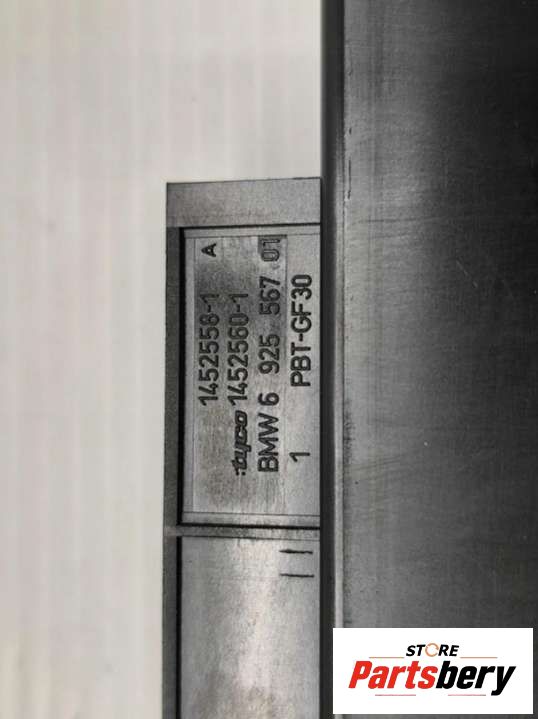 1452558-1 A
:tyco 1452560-1
BMW 6 925 567 01
1 PBT-GF30
STORE
Partsbery